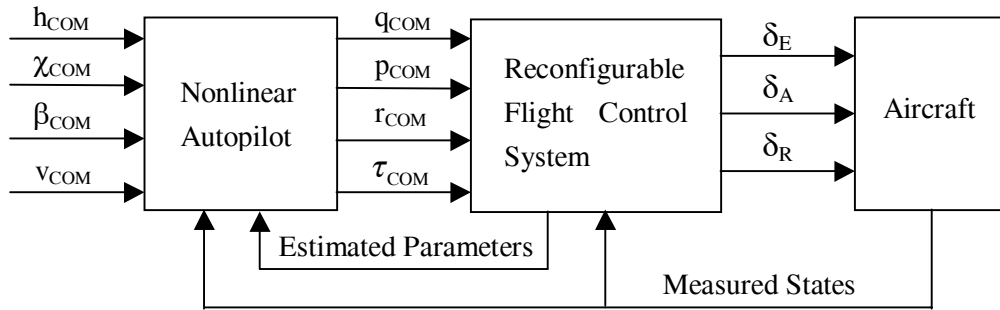 h_COM
χ_COM
β_COM
v_COM
Nonlinear
Autopilot
q_COM
p_COM
r_COM
τ_COM
Reconfigurable
Flight Control
System
δ_E
δ_A
δ_R
Aircraft
Estimated Parameters
Measured States